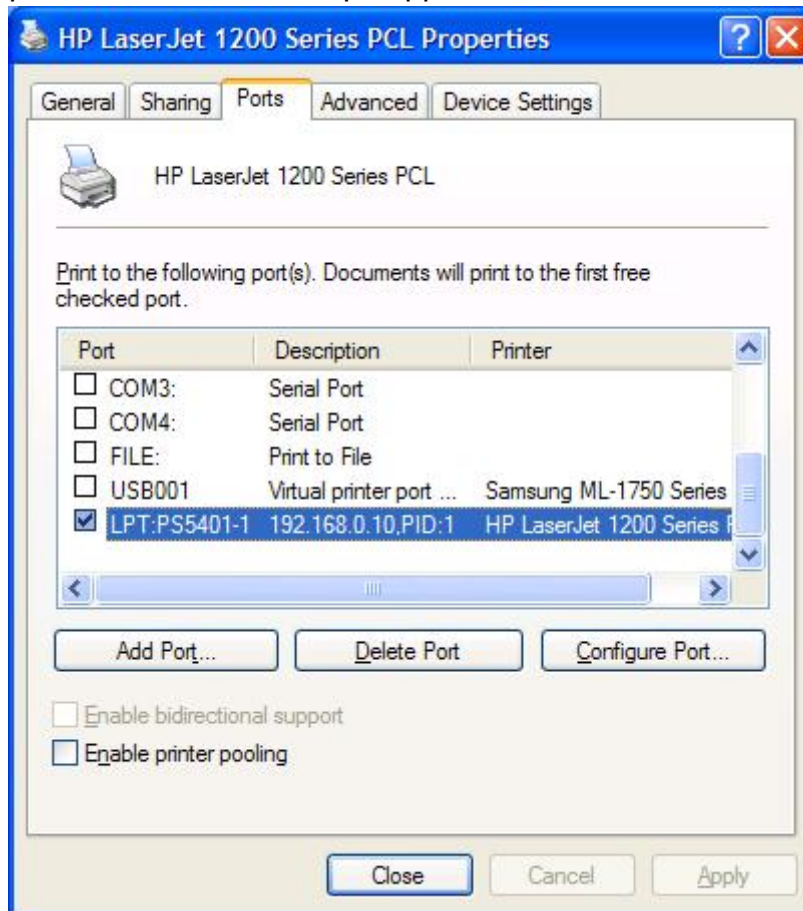 HP LaserJet 1200 Series PCL Properties
General Sharing Ports Advanced Device Settings
HP LaserJet 1200 Series PCL
Print to the following port(s). Documents will print to the first free
checked port.
Port Description Printer
COM3: Serial Port
COM4: Serial Port
FILE: Print to File
USB001 Virtual printer port ... Samsung ML-1750 Series
LPT:PS5401-1 192.168.0.10,PID:1 HP LaserJet 1200 Series
Add Port... Delete Port Configure Port...
Enable bidirectional support
Enable printer pooling
Close Cancel Apply